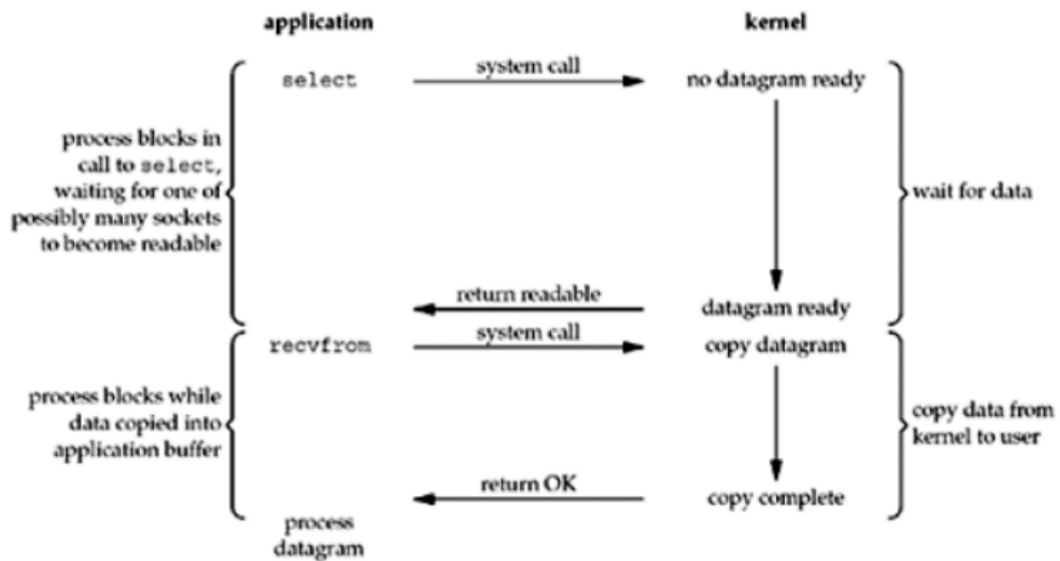 application
kernel
select
system call
no datagram ready
process blocks in
call to select,
waiting for one of
possibly many sockets
to become readable
wait for data
return readable
datagram ready
recvfrom
system call
copy datagram
process blocks while
data copied into
application buffer
copy data from
kernel to user
return OK
copy complete
process
datagram